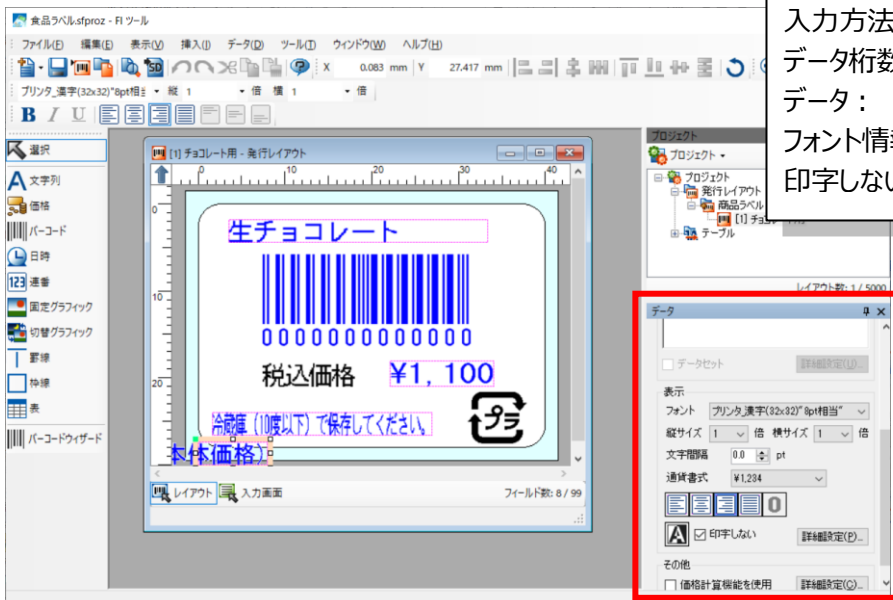 食品ラベル.sfproz - FI ツール
ファイル(F) 編集(E) 表示(V) 挿入(I) データ(D) ツール(T) ウィンドウ(W) ヘルプ(H)
X 0.083 mm Y 27.417 mm
プリンタ_漢字(32x32)"8pt相 縦 1 倍 横 1 倍
B I U
選択
文字列
価格
バーコード
日時
123 連番
固定グラフィック
切替グラフィック
罫線
枠線
表
バーコードウィザード
[1] チョコレート用 - 発行レイアウト
0 10 20 30 40
0
10
20
生チョコレート
0000000000000
税込価格 ¥1,100
冷蔵庫(10度以下)で保存してください。
プラ
本体価格)
レイアウト 入力画面 フィールド数: 8 / 99
入力方法
データ桁数
データ：
フォント情報
印字しない
プロジェクト
プロジェクト
プロジェクト
発行レイアウト
商品ラベル
[1] チョコ
テーブル
レイアウト数: 1 / 5000
データ
データセット 詳細設定(U)...
表示
フォント プリンタ_漢字(32x32)"8pt相当"
縦サイズ 1 倍 横サイズ 1 倍
文字間隔 0.0 pt
通貨書式 ¥1,234
A 印字しない 詳細設定(P)...
その他
価格計算機能を使用 詳細設定(C)...